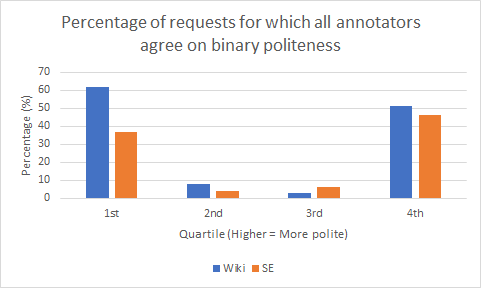 Percentage of requests for which all annotators
agree on binary politeness
Percentage (%)
70
60
50
40
30
20
10
0
1st 2nd 3rd 4th
Quartile (Higher = More polite)
Wiki SE